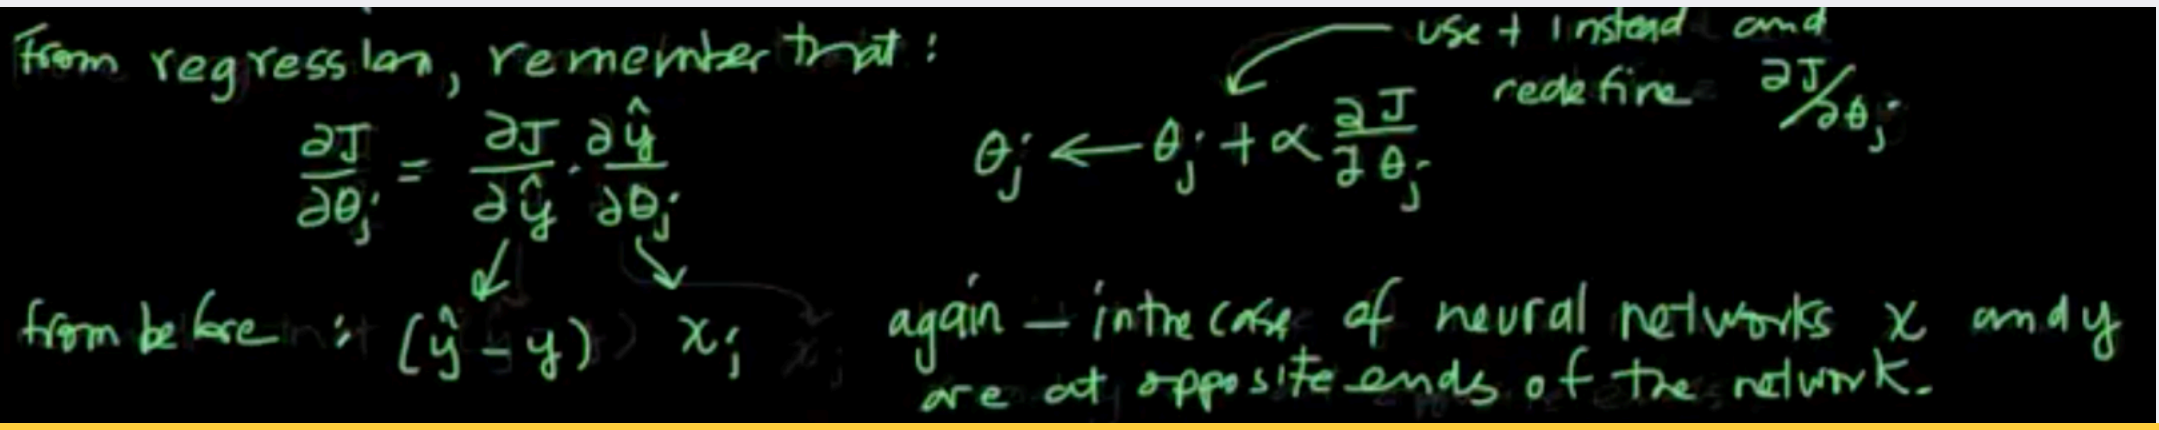 From regression, remember that:
use + instead and
redefine ∂J/∂θj
∂J/∂θj = ∂J/∂ŷ · ∂ŷ/∂θj
θj ← θj + α ∂J/∂θj
from before: (ŷ - y) xj
again - in the case of neural networks x and y
are at opposite ends of the network.